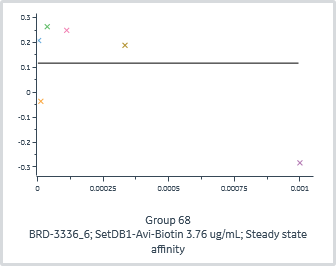 0.3
0.2
0.1
0
-0.1
-0.2
-0.3
0 0.00025 0.0005 0.00075 0.001
Group 68
BRD-3336_6; SetDB1-Avi-Biotin 3.76 ug/mL; Steady state
affinity